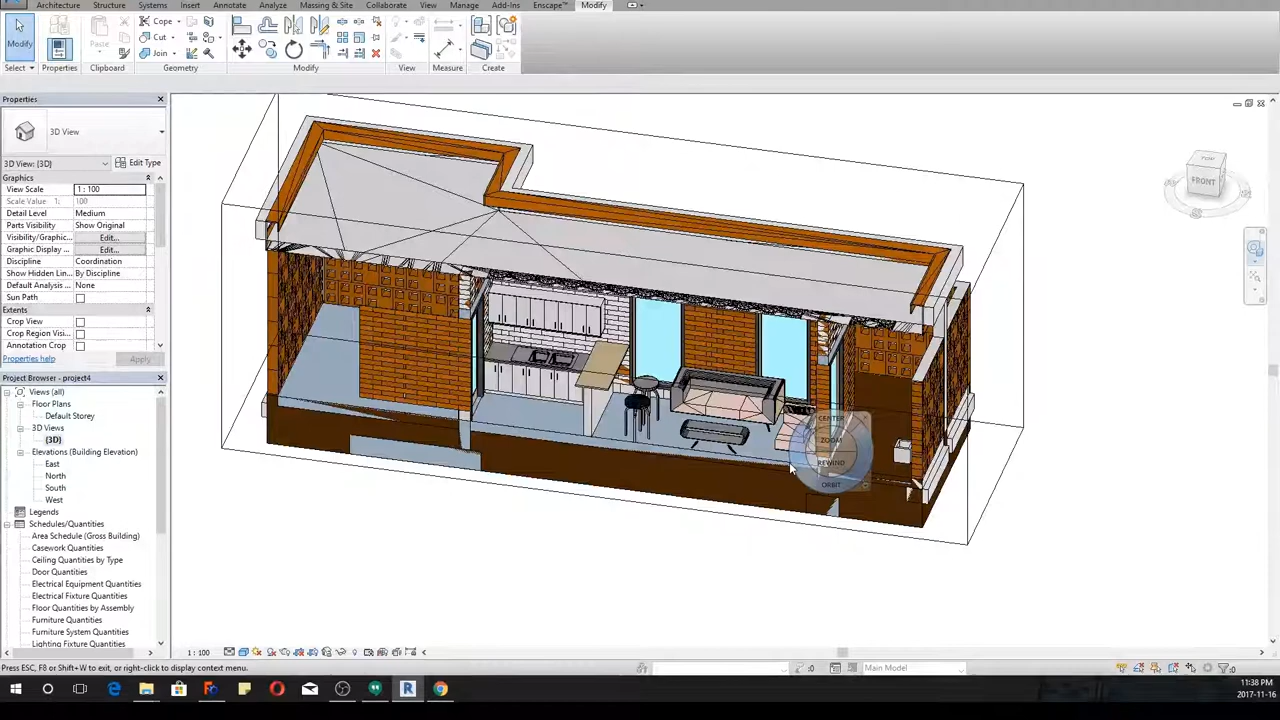 Architecture Structure Systems Insert Annotate Analyze Massing & Site Collaborate View Manage Add-Ins Enscape™ Modify
Modify
Paste
Cope
Cut
Join
Select Properties Clipboard Geometry Modify View Measure Create
Properties
3D View
3D View: {3D} Edit Type
Graphics
View Scale 1 : 100
Scale Value 1: 100
Detail Level Medium
Parts Visibility Show Original
Visibility/Graphic... Edit...
Graphic Display ... Edit...
Discipline Coordination
Show Hidden Lin... By Discipline
Default Analysis ... None
Sun Path
Extents
Crop View
Crop Region Visi...
Annotation Crop
Properties help Apply
Project Browser - project4
Views (all)
Floor Plans
Default Storey
3D Views
{3D}
Elevations (Building Elevation)
East
North
South
West
Legends
Schedules/Quantities
Area Schedule (Gross Building)
Casework Quantities
Ceiling Quantities by Type
Door Quantities
Electrical Equipment Quantities
Electrical Fixture Quantities
Floor Quantities by Assembly
Furniture Quantities
Furniture System Quantities
Lighting Fixture Quantities
TOP
FRONT
CENTER
ZOOM
REWIND
ORBIT
1 : 100
Press ESC, F8 or Shift+W to exit, or right-click to display context menu.
:0
Main Model
:0
11:38 PM
2017-11-16